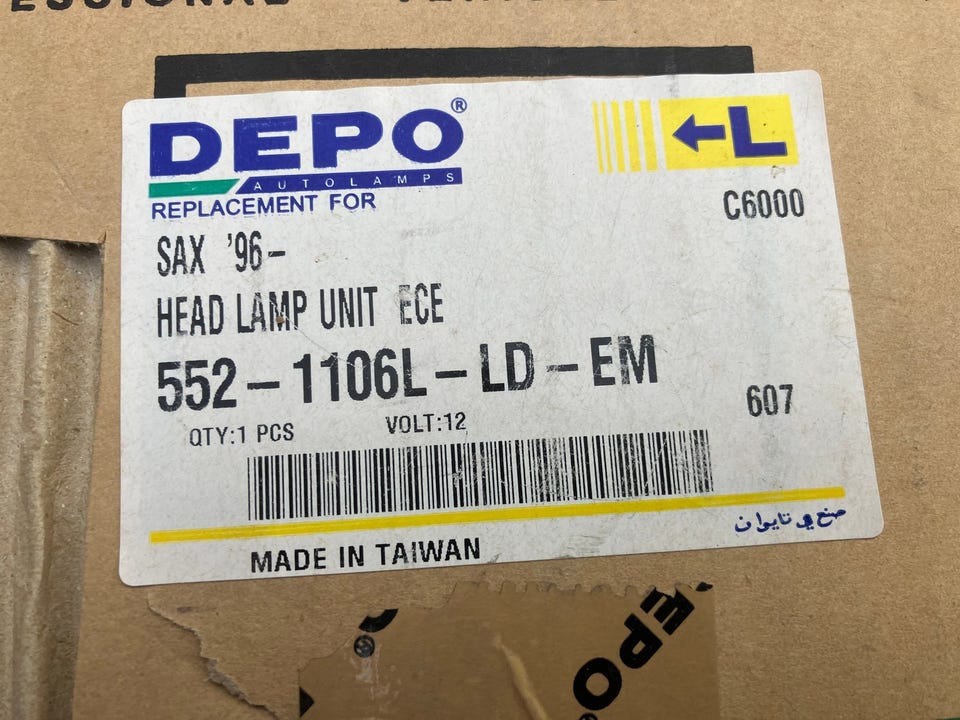 DEPO®
AUTOLAMPS
←L
REPLACEMENT FOR
C6000
SAX '96-
HEAD LAMP UNIT ECE
552-1106L-LD-EM
607
QTY:1 PCS
VOLT:12
صنع في تايوان
MADE IN TAIWAN
®
DEPO